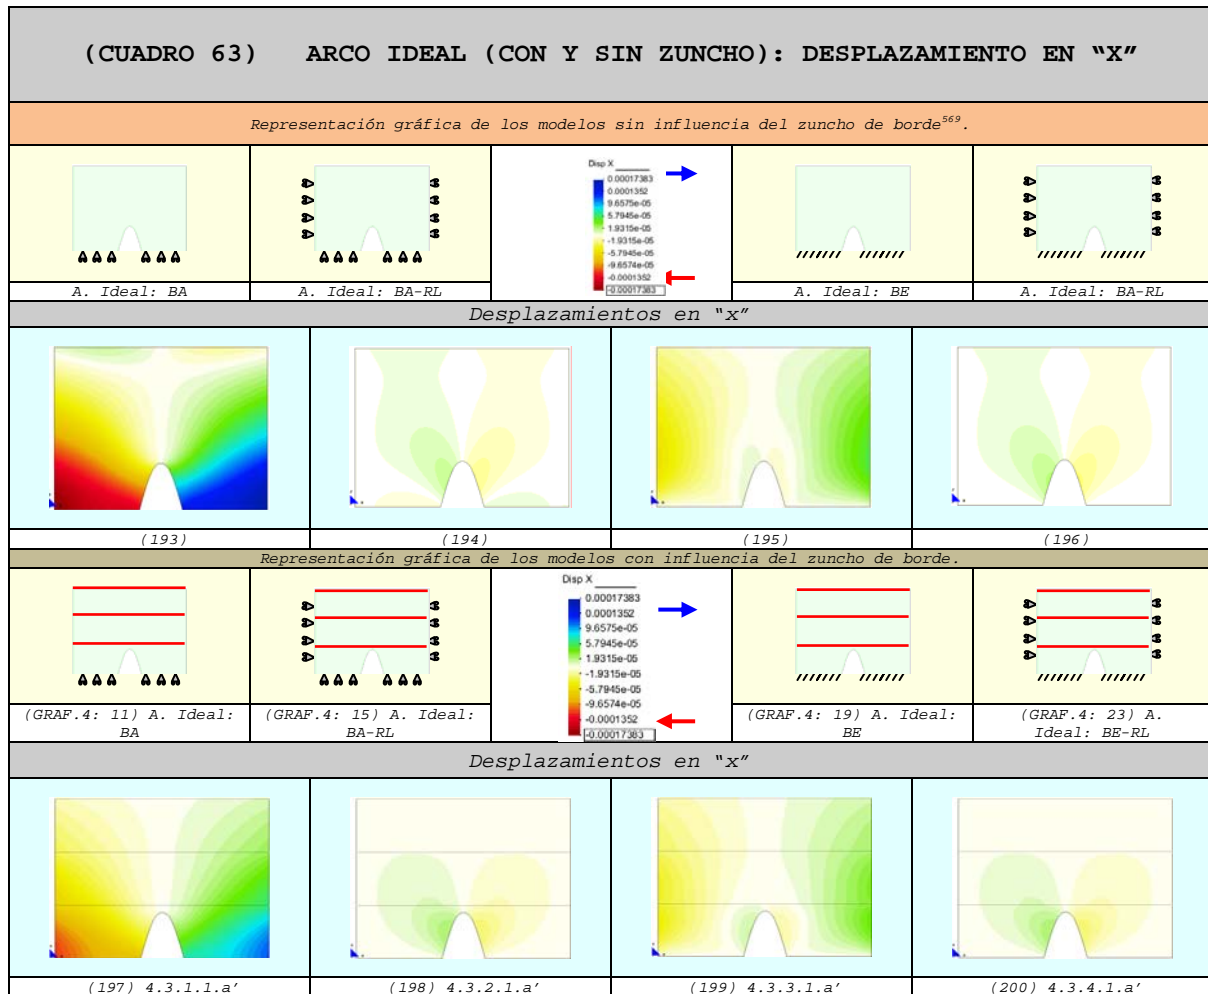 (CUADRO 63) ARCO IDEAL (CON Y SIN ZUNCHO): DESPLAZAMIENTO EN “X”
Representación gráfica de los modelos sin influencia del zuncho de borde569.
Disp X
0.00017383
0.0001352
9.6575e-05
5.7945e-05
1.9315e-05
-1.9315e-05
-5.7945e-05
-9.6574e-05
-0.0001352
-0.00017383
A. Ideal: BA
A. Ideal: BA-RL
A. Ideal: BE
A. Ideal: BA-RL
Desplazamientos en “x”
(193)
(194)
(195)
(196)
Representación gráfica de los modelos con influencia del zuncho de borde.
Disp X
0.00017383
0.0001352
9.6575e-05
5.7945e-05
1.9315e-05
-1.9315e-05
-5.7945e-05
-9.6574e-05
-0.0001352
-0.00017383
(GRAF.4: 11) A. Ideal:
BA
(GRAF.4: 15) A. Ideal:
BA-RL
(GRAF.4: 19) A. Ideal:
BE
(GRAF.4: 23) A.
Ideal: BE-RL
Desplazamientos en “x”
(197) 4.3.1.1.a’
(198) 4.3.2.1.a’
(199) 4.3.3.1.a’
(200) 4.3.4.1.a’